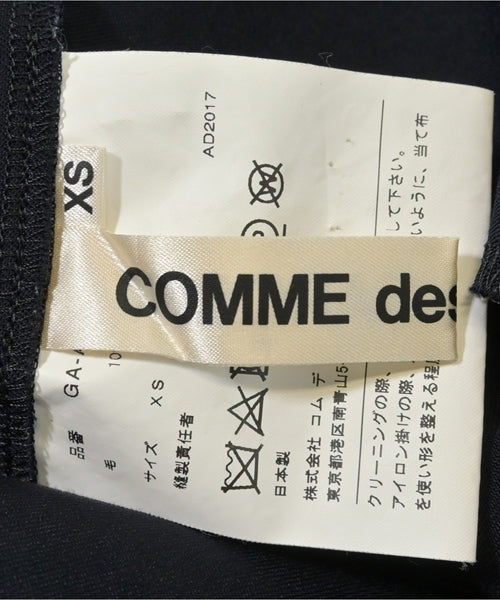 COMME des
XS
AD2017
品番 GA-A
毛 10
サイズ XS
縫製責任者
日本製
株式会社 コム デ
東京都港区南青山5
クリーニングの際、
して下さい。
アイロン掛けの際、
いように、当て布
を使い形を整える程度